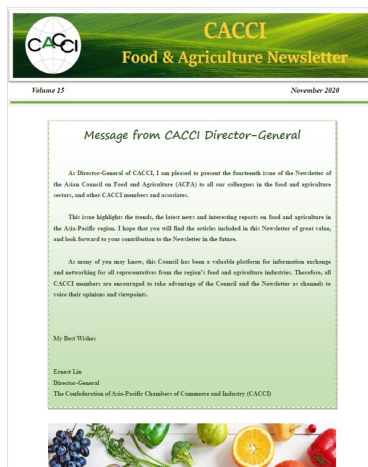 CACCI
CACCI
Food & Agriculture Newsletter
Volume 15
November 2020
Message from CACCI Director-General
As Director-General of CACCI, I am pleased to present the fourteenth issue of the Newsletter of
the Asian Council on Food and Agriculture (ACFA) to all our colleagues in the food and agriculture
sectors, and other CACCI members and associates.
This issue highlights the trends, the latest news and interesting reports on food and agriculture in
the Asia-Pacific region. I hope that you will find the articles included in this Newsletter of great value,
and look forward to your contribution to the Newsletter in the future.
As many of you may know, this Council has been a valuable platform for information exchange
and networking for all representatives from the region's food and agriculture industries. Therefore, all
CACCI members are encouraged to take advantage of the Council and the Newsletter as channels to
voice their opinions and viewpoints.
My Best Wishes
Ernest Lin
Director-General
The Confederation of Asia-Pacific Chambers of Commerce and Industry (CACCI)